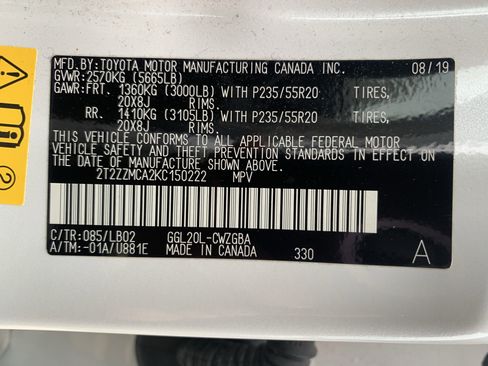 MFD.BY:TOYOTA MOTOR MANUFACTURING CANADA INC. 08/19
GVWR:2570KG (5665LB)
GAWR:FRT. 1360KG (3000LB) WITH P235/55R20 TIRES,
20X8J RIMS.
RR. 1410KG (3105LB) WITH P235/55R20 TIRES,
20X8J RIMS.
THIS VEHICLE CONFORMS TO ALL APPLICABLE FEDERAL MOTOR
VEHICLE SAFETY AND THEFT PREVENTION STANDARDS IN EFFECT
ON THE DATE OF MANUFACTURE SHOWN ABOVE.
2T2ZZMCA2KC150222 MPV
C/TR:085/LB02 GGL20L-CWZGBA
A/TM:-01A/U881E MADE IN CANADA 330 A
2